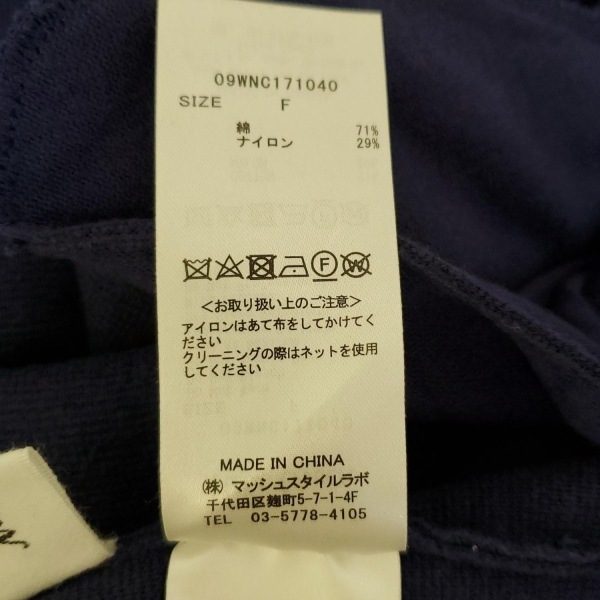 09WNC171040
SIZE F
綿 71%
ナイロン 29%
F W
<お取り扱い上のご注意>
アイロンはあて布をしてかけてく
ださい
クリーニングの際はネットを使用
してください
MADE IN CHINA
(株) マッシュスタイルラボ
千代田区麹町5-7-1-4F
TEL 03-5778-4105